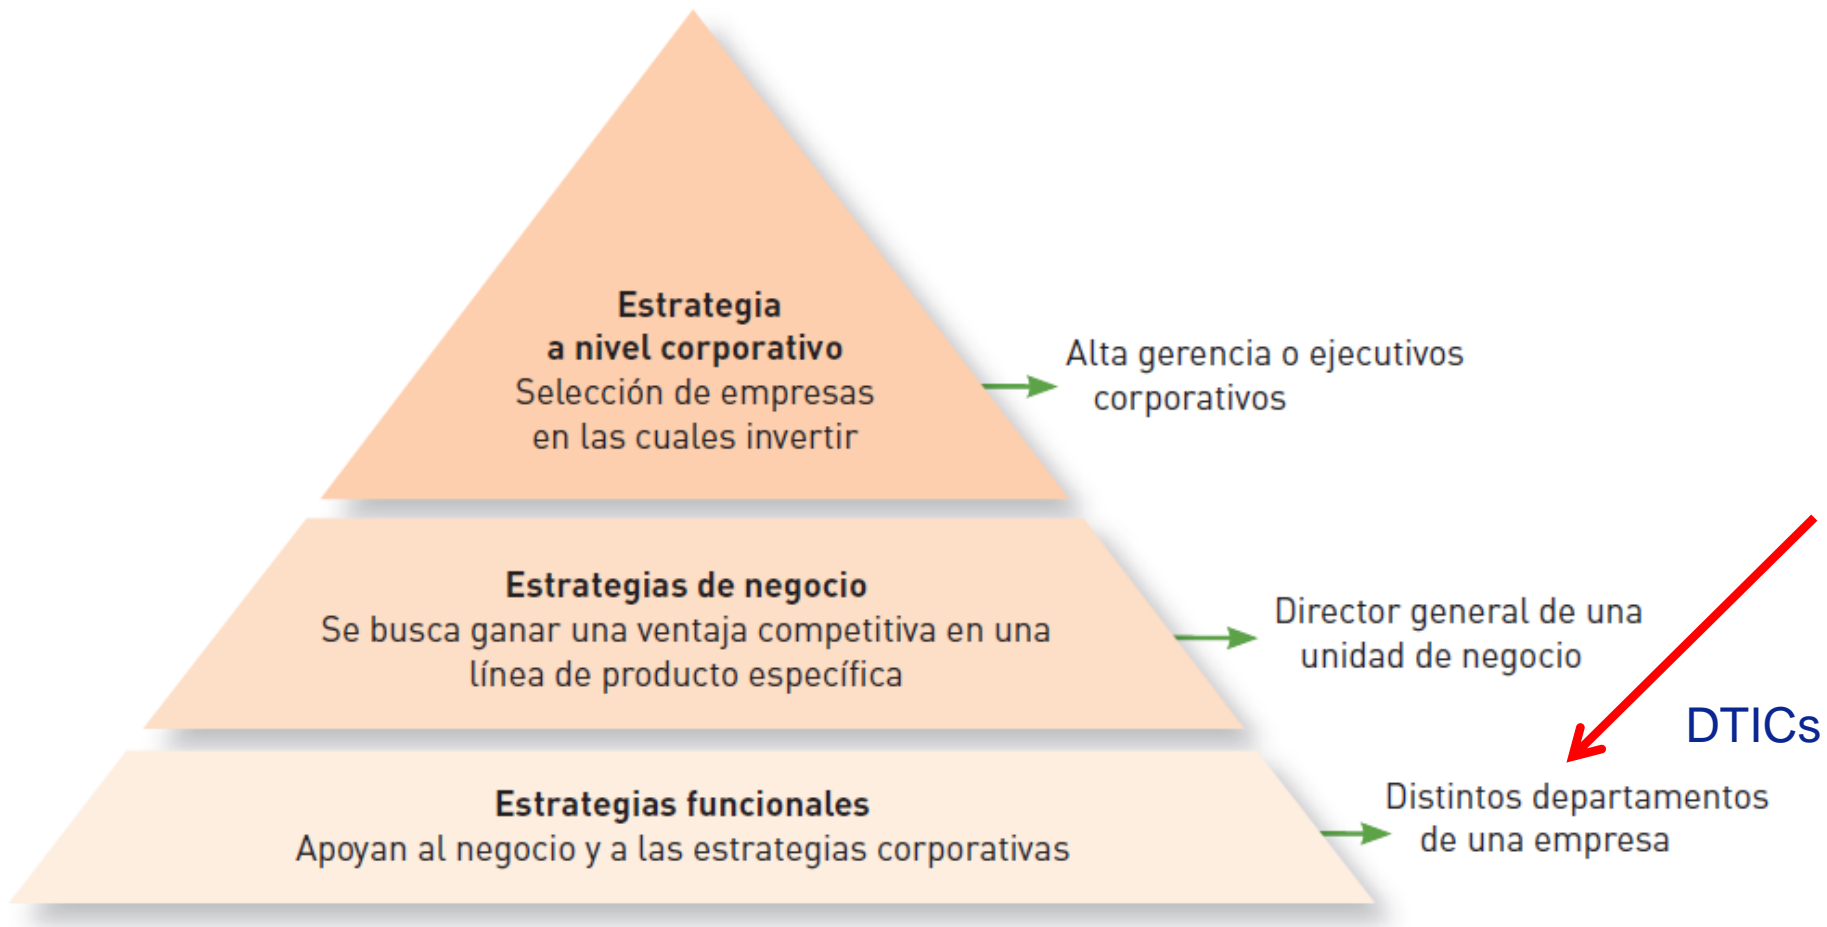 Estrategia
a nivel corporativo
Selección de empresas
en las cuales invertir
Alta gerencia o ejecutivos
corporativos
Estrategias de negocio
Se busca ganar una ventaja competitiva en una
línea de producto específica
Director general de una
unidad de negocio
DTICs
Estrategias funcionales
Apoyan al negocio y a las estrategias corporativas
Distintos departamentos
de una empresa